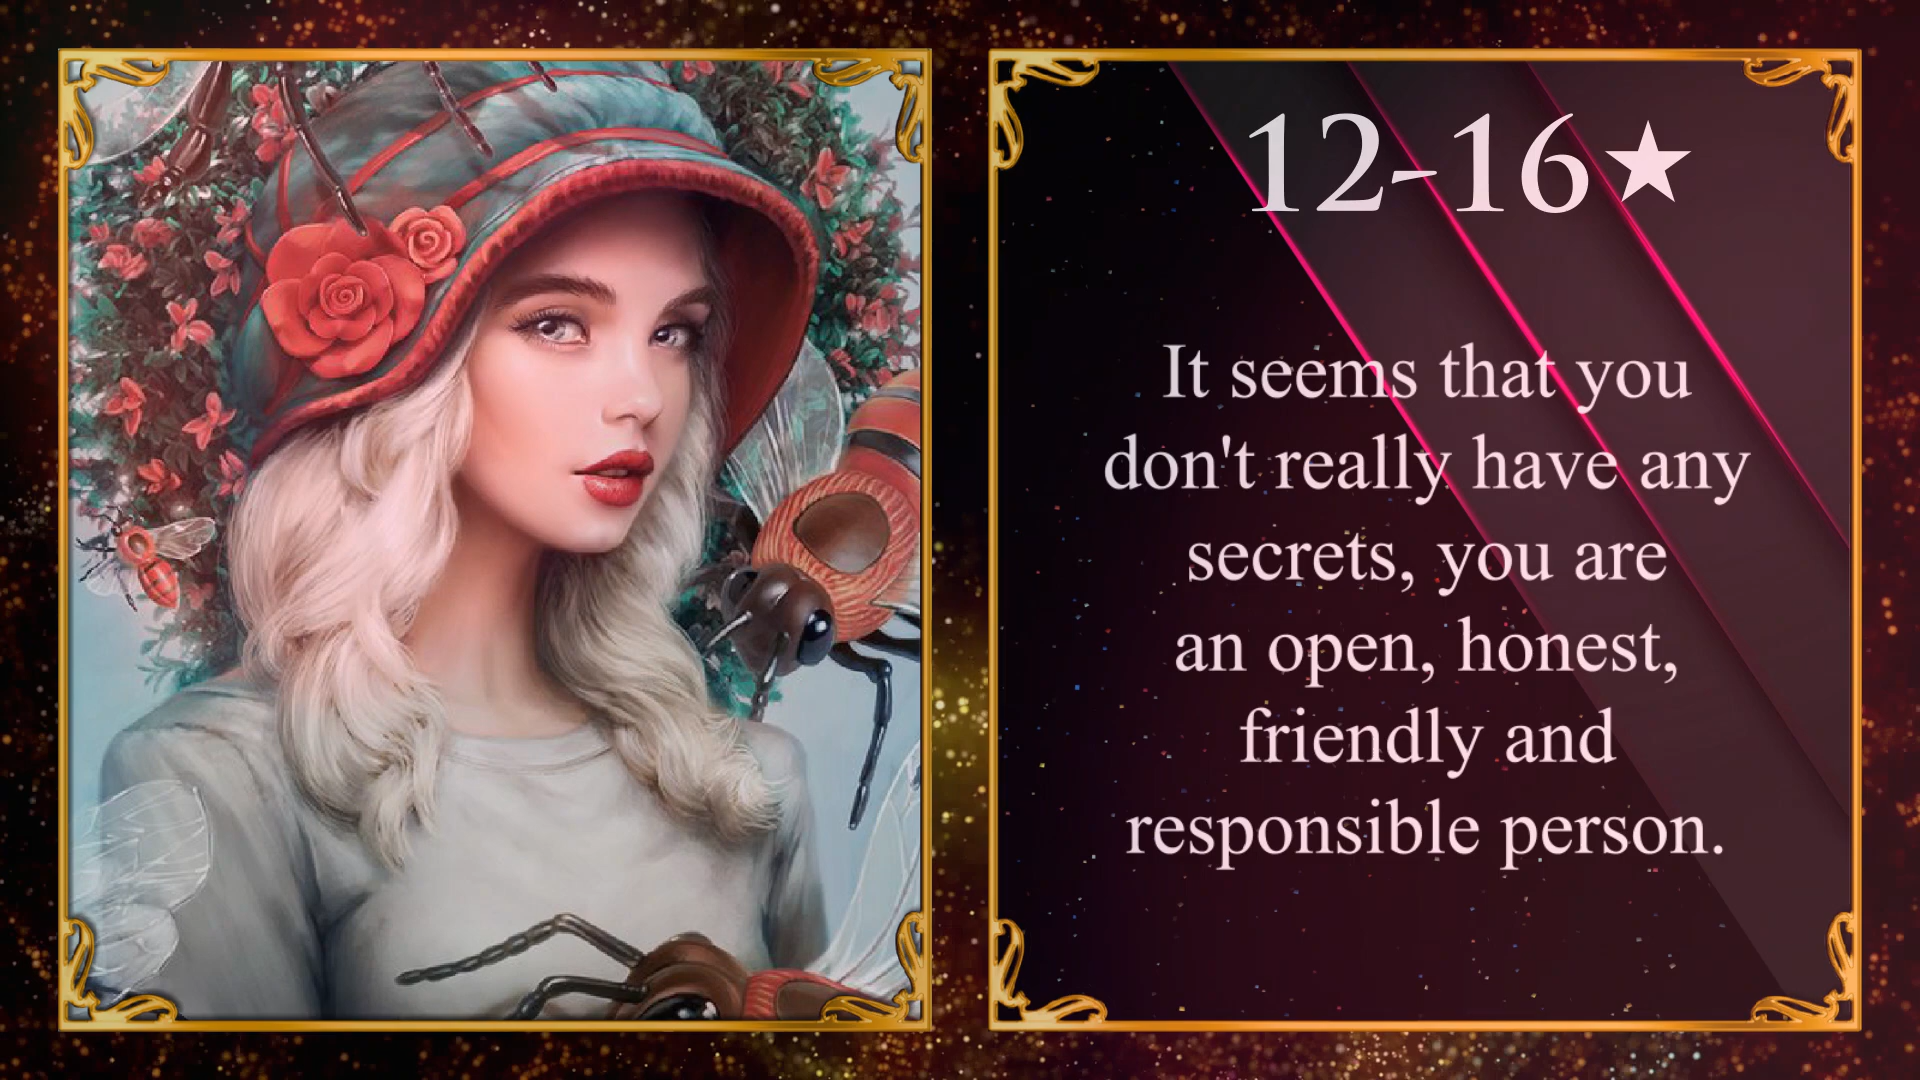 12-16★
It seems that you
don't really have any
secrets, you are
an open, honest,
friendly and
responsible person.